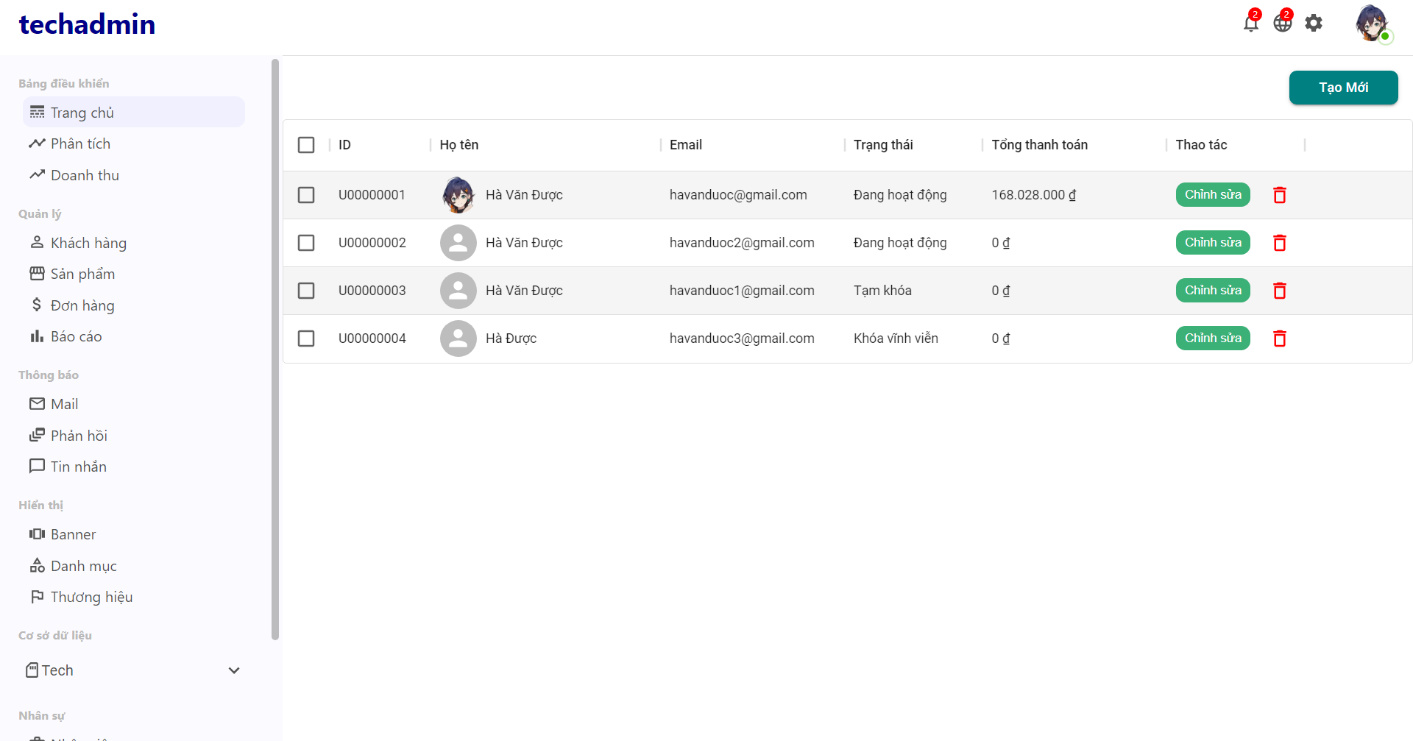 techadmin
2
2
Bảng điều khiển
Trang chủ
Phân tích
Doanh thu
Quản lý
Khách hàng
Sản phẩm
Đơn hàng
Báo cáo
Thông báo
Mail
Phản hồi
Tin nhắn
Hiển thị
Banner
Danh mục
Thương hiệu
Cơ sở dữ liệu
Tech
Nhân sự
Tạo Mới
ID Họ tên Email Trạng thái Tổng thanh toán Thao tác
U00000001 Hà Văn Được havanduoc@gmail.com Đang hoạt động 168.028.000 ₫ Chỉnh sửa
U00000002 Hà Văn Được havanduoc2@gmail.com Đang hoạt động 0 ₫ Chỉnh sửa
U00000003 Hà Văn Được havanduoc1@gmail.com Tạm khóa 0 ₫ Chỉnh sửa
U00000004 Hà Được havanduoc3@gmail.com Khóa vĩnh viễn 0 ₫ Chỉnh sửa